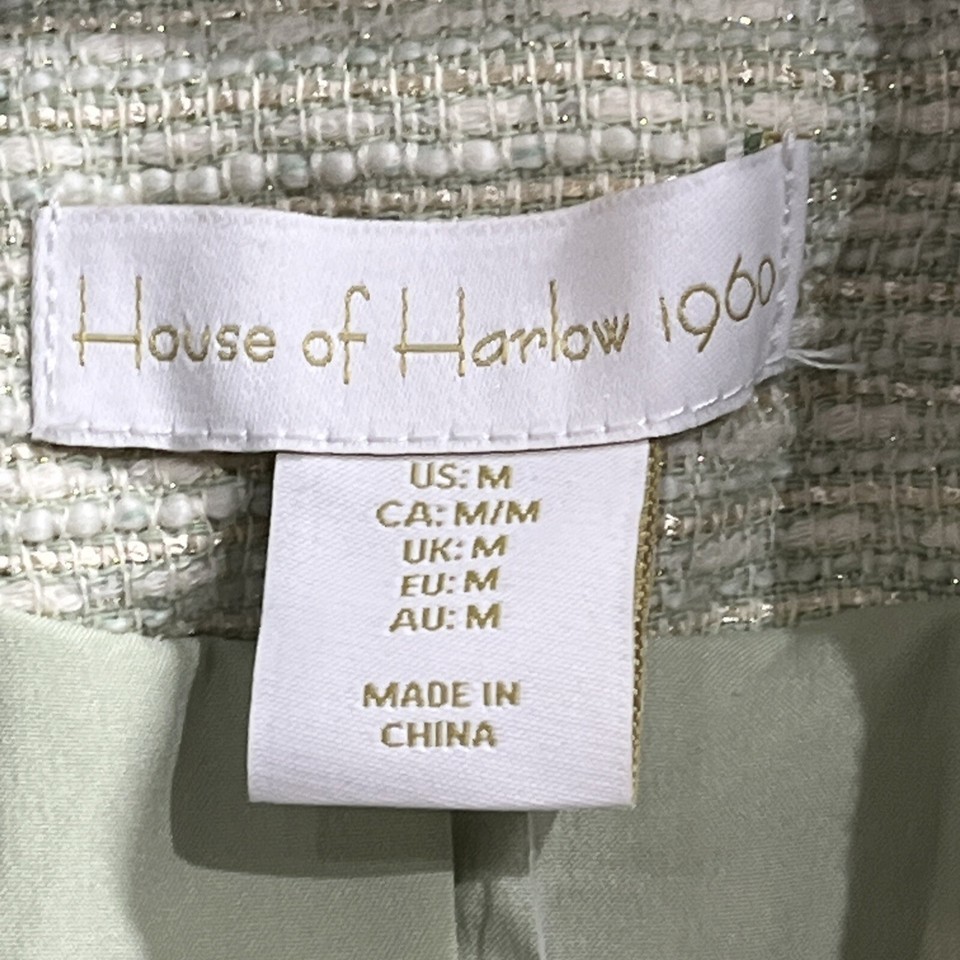 House of Harlow 1960
US: M
CA: M/M
UK: M
EU: M
AU: M
MADE IN
CHINA